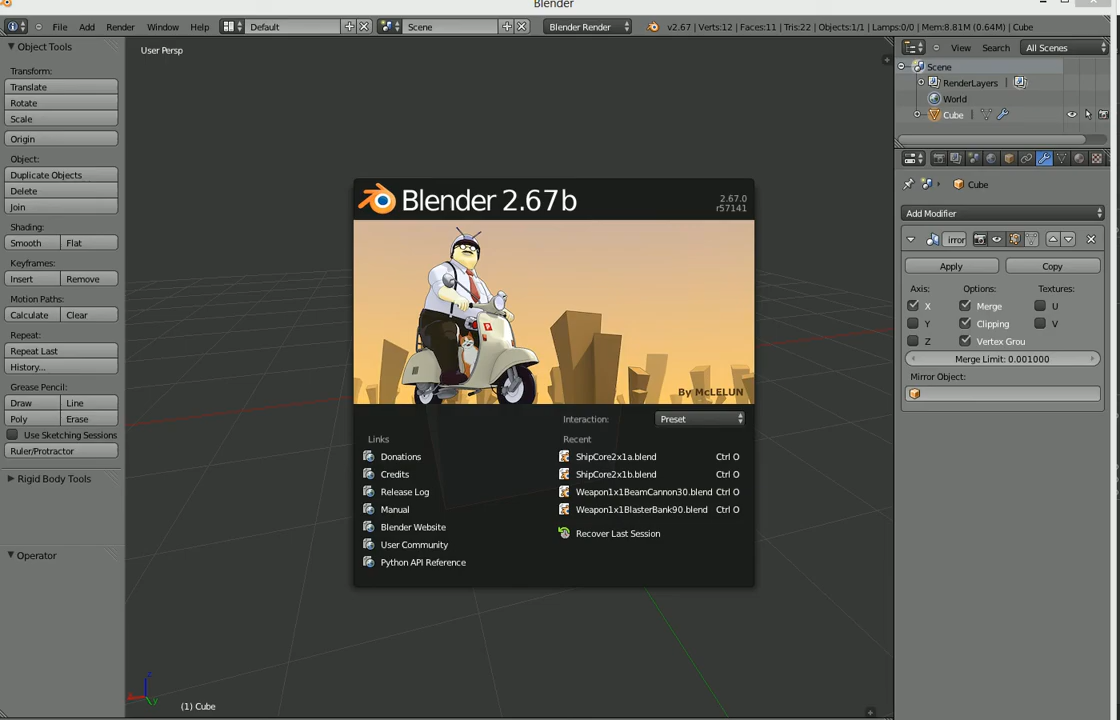 Blender
File Add Render Window Help Default Scene Blender Render v2.67 | Verts:12 | Faces:11 | Tris:22 | Objects:1/1 | Lamps:0/0 | Mem:8.81M (0.64M) | Cube
Object Tools
Transform:
Translate
Rotate
Scale
Origin
Object:
Duplicate Objects
Delete
Join
Shading:
Smooth Flat
Keyframes:
Insert Remove
Motion Paths:
Calculate Clear
Repeat:
Repeat Last
History...
Grease Pencil:
Draw Line
Poly Erase
Use Sketching Sessions
Ruler/Protractor
Rigid Body Tools
Operator
User Persp
Blender 2.67b
2.67.0
r57141
By McLELUN
Interaction: Preset
Links
Donations
Credits
Release Log
Manual
Blender Website
User Community
Python API Reference
Recent
ShipCore2x1a.blend Ctrl O
ShipCore2x1b.blend Ctrl O
Weapon1x1BeamCannon30.blend Ctrl O
Weapon1x1BlasterBank90.blend Ctrl O
Recover Last Session
z
x y
(1) Cube
View Search All Scenes
Scene
RenderLayers |
World
Cube |
Cube
Add Modifier
irror
Apply Copy
Axis: Options: Textures:
X Merge U
Y Clipping V
Z Vertex Grou
Merge Limit: 0.001000
Mirror Object: